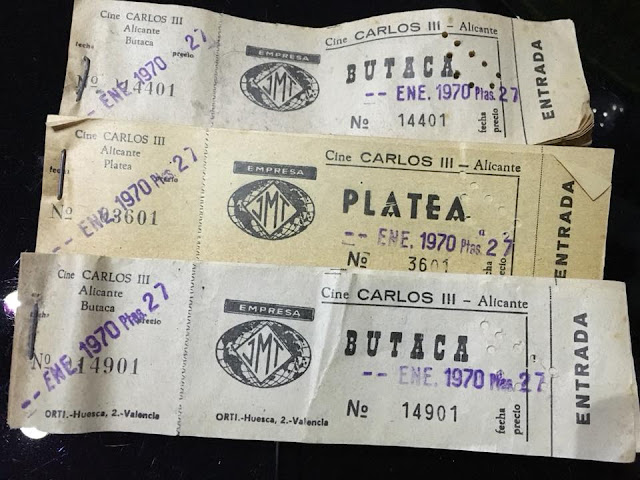 Cine CARLOS III
Alicante
Butaca
fecha precio
-- ENE. 1970 27
Nº 14401
EMPRESA
JMT
Cine CARLOS III - Alicante
BUTACA
-- ENE. 1970 Ptas. 27
Nº 14401
fecha
precio
ENTRADA
Cine CARLOS III
Alicante
Platea
fecha precio
-- ENE. 1970 Ptas 27
Nº 3601
EMPRESA
JMT
Cine CARLOS III - Alicante
PLATEA
-- ENE. 1970 Ptas. 27
Nº 3601
fecha
precio
ENTRADA
Cine CARLOS III
Alicante
Butaca
precio
-- ENE. 1970 Ptas 27
Nº 14901
ORTI.-Huesca, 2.-Valencia
EMPRESA
JMT
ORTI.-Huesca, 2.-Valencia
Cine CARLOS III - Alicante
BUTACA
-- ENE. 1970 Ptas. 27
Nº 14901
fecha
precio
ENTRADA